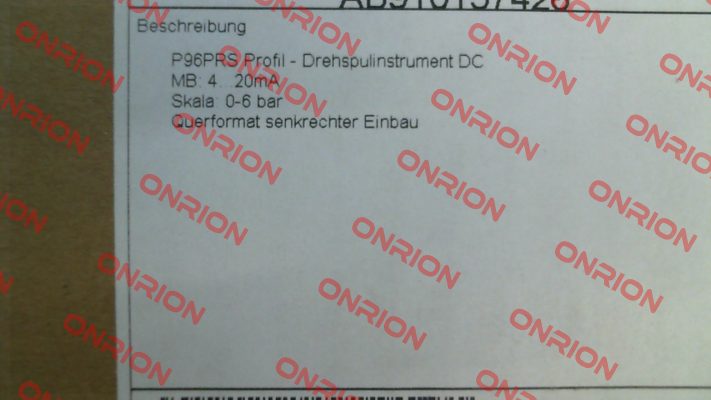 Beschreibung
P96PRS Profil - Drehspulinstrument DC
MB: 4...20mA
Skala: 0-6 bar
Querformat senkrechter Einbau
ONRION